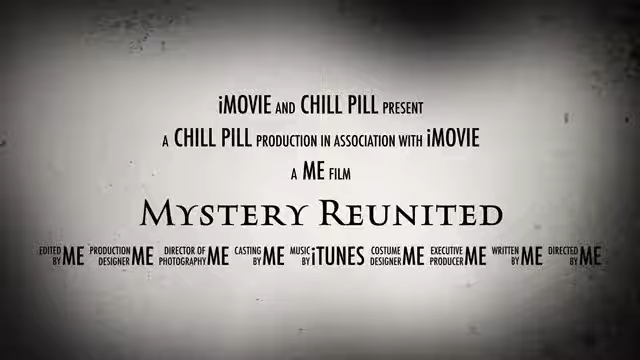 iMOVIE AND CHILL PILL PRESENT
A CHILL PILL PRODUCTION IN ASSOCIATION WITH iMOVIE
A ME FILM
MYSTERY REUNITED
EDITED BY ME PRODUCTION DESIGNER ME DIRECTOR OF PHOTOGRAPHY ME CASTING BY ME MUSIC BY iTUNES COSTUME DESIGNER ME EXECUTIVE PRODUCER ME WRITTEN BY ME DIRECTED BY ME